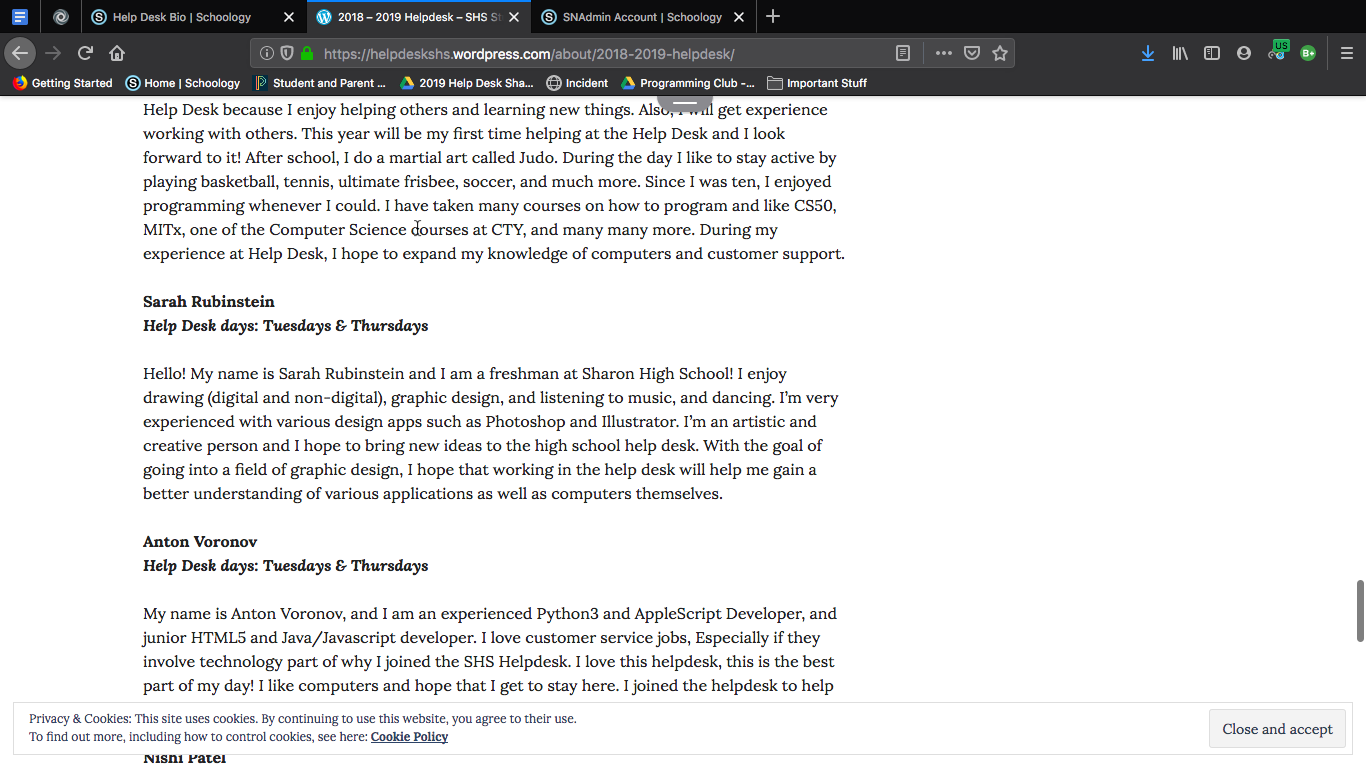 Help Desk Bio | Schoology
2018 – 2019 Helpdesk – SHS St
SNAdmin Account | Schoology
https://helpdeskshs.wordpress.com/about/2018-2019-helpdesk/
US
B+
Getting Started
Home | Schoology
Student and Parent ...
2019 Help Desk Sha...
Incident
Programming Club -...
Important Stuff
Help Desk because I enjoy helping others and learning new things. Also, I will get experience
working with others. This year will be my first time helping at the Help Desk and I look
forward to it! After school, I do a martial art called Judo. During the day I like to stay active by
playing basketball, tennis, ultimate frisbee, soccer, and much more. Since I was ten, I enjoyed
programming whenever I could. I have taken many courses on how to program and like CS50,
MITx, one of the Computer Science courses at CTY, and many many more. During my
experience at Help Desk, I hope to expand my knowledge of computers and customer support.
Sarah Rubinstein
Help Desk days: Tuesdays & Thursdays
Hello! My name is Sarah Rubinstein and I am a freshman at Sharon High School! I enjoy
drawing (digital and non-digital), graphic design, and listening to music, and dancing. I'm very
experienced with various design apps such as Photoshop and Illustrator. I'm an artistic and
creative person and I hope to bring new ideas to the high school help desk. With the goal of
going into a field of graphic design, I hope that working in the help desk will help me gain a
better understanding of various applications as well as computers themselves.
Anton Voronov
Help Desk days: Tuesdays & Thursdays
My name is Anton Voronov, and I am an experienced Python3 and AppleScript Developer, and
junior HTML5 and Java/Javascript developer. I love customer service jobs, Especially if they
involve technology part of why I joined the SHS Helpdesk. I love this helpdesk, this is the best
part of my day! I like computers and hope that I get to stay here. I joined the helpdesk to help
Privacy & Cookies: This site uses cookies. By continuing to use this website, you agree to their use.
To find out more, including how to control cookies, see here: Cookie Policy
Close and accept
Nishi Patel